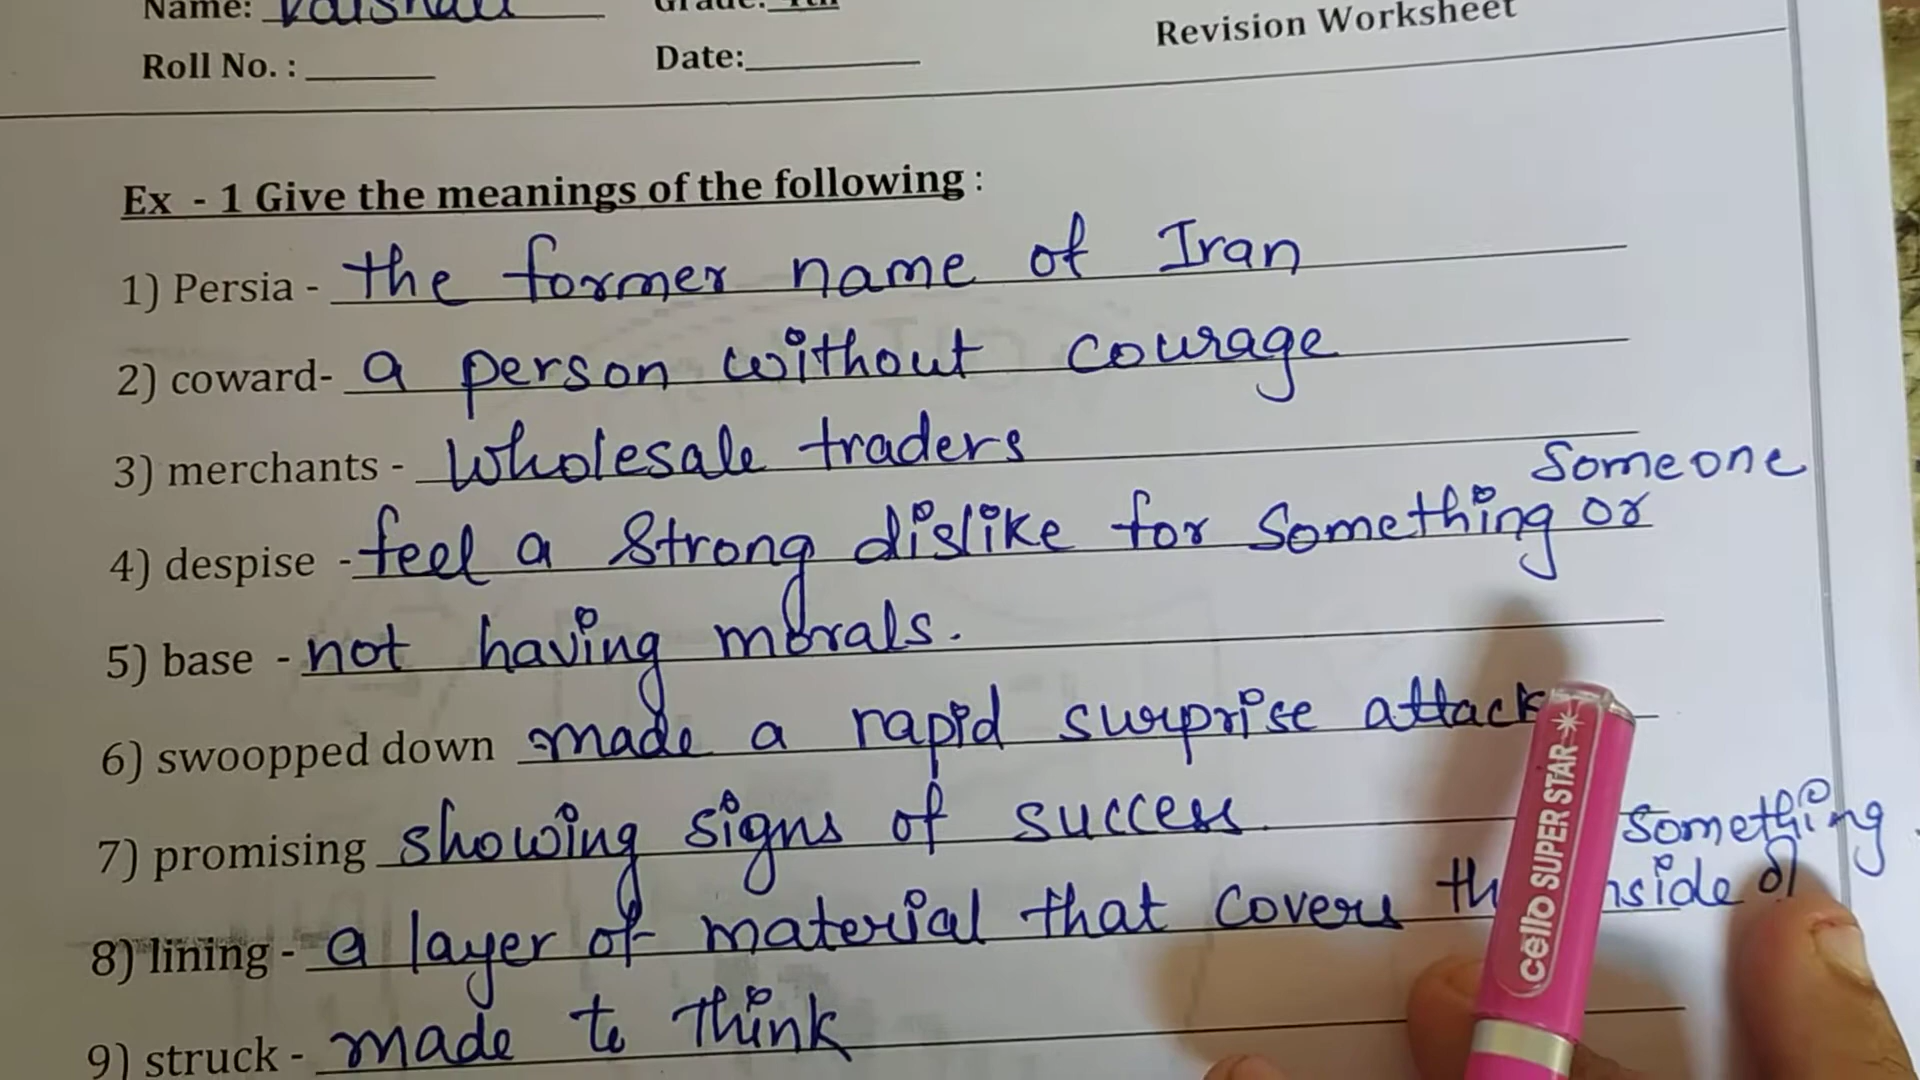 Name: Vaishali Grade: 4th
Roll No. : Date: Revision Worksheet
Ex - 1 Give the meanings of the following :
1) Persia - the former name of Iran
2) coward- a person without courage
3) merchants - Wholesale traders
someone
4) despise - feel a strong dislike for something or
5) base - not having morals.
6) swoopped down made a rapid surprise attack
7) promising showing signs of success.
something
8) lining - a layer of material that covers of
9) struck - made to think
cello SUPER STAR